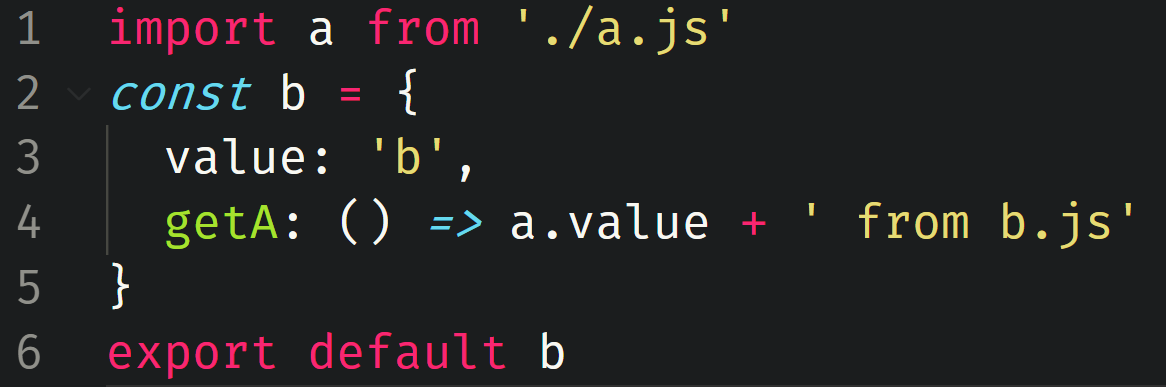 1 import a from './a.js'
2 const b = {
3   value: 'b',
4   getA: () => a.value + ' from b.js'
5 }
6 export default b